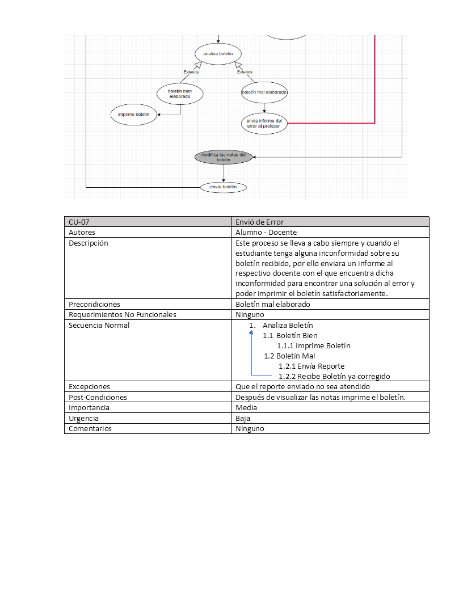 analiza boletin
Extends
Extends
boletin bien
elaborado
boletin mal elaborado
imprime boletin
envia informe del
error al profesor
modifica las notas del
boletin
envia boletin
CU-07
Envió de Error
Autores
Alumno - Docente
Descripción
Este proceso se lleva a cabo siempre y cuando el
estudiante tenga alguna inconformidad sobre su
boletín recibido, por ello enviara un informe al
respectivo docente con el que encuentra dicha
inconformidad para encontrar una solución al error y
poder imprimir el boletín satisfactoriamente.
Precondiciones
Boletín mal elaborado
Requerimientos No Funcionales
Ninguno
Secuencia Normal
1. Analiza Boletín
1.1 Boletín Bien
1.1.1 Imprime Boletín
1.2 Boletín Mal
1.2.1 Envía Reporte
1.2.2 Recibe Boletín ya corregido
Excepciones
Que el reporte enviado no sea atendido
Post-Condiciones
Después de visualizar las notas imprime el boletín.
Importancia
Media
Urgencia
Baja
Comentarios
Ninguno